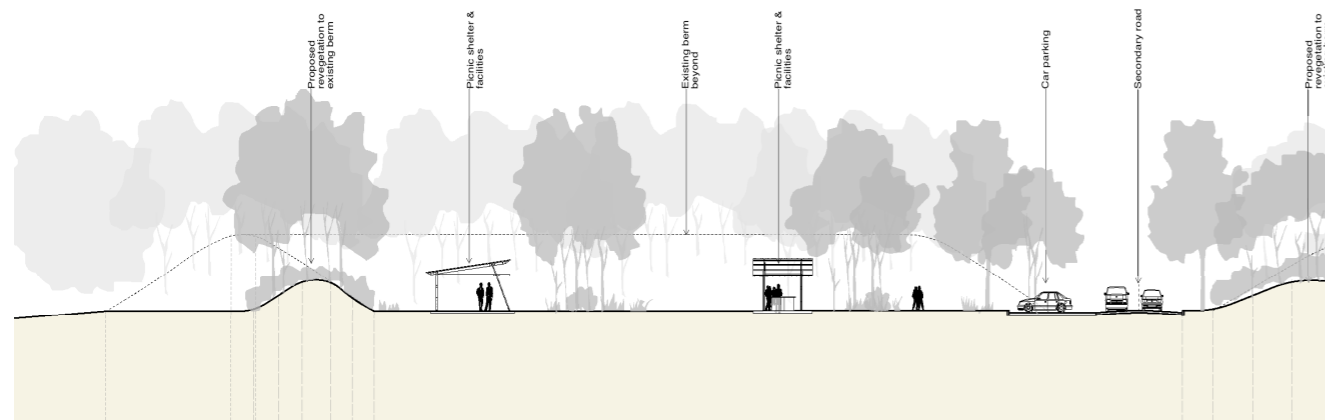 Proposed
revegetation to
existing berm
Picnic shelter &
facilities
Existing berm
beyond
Picnic shelter &
facilities
Car parking
Secondary road
Proposed
revegetation to